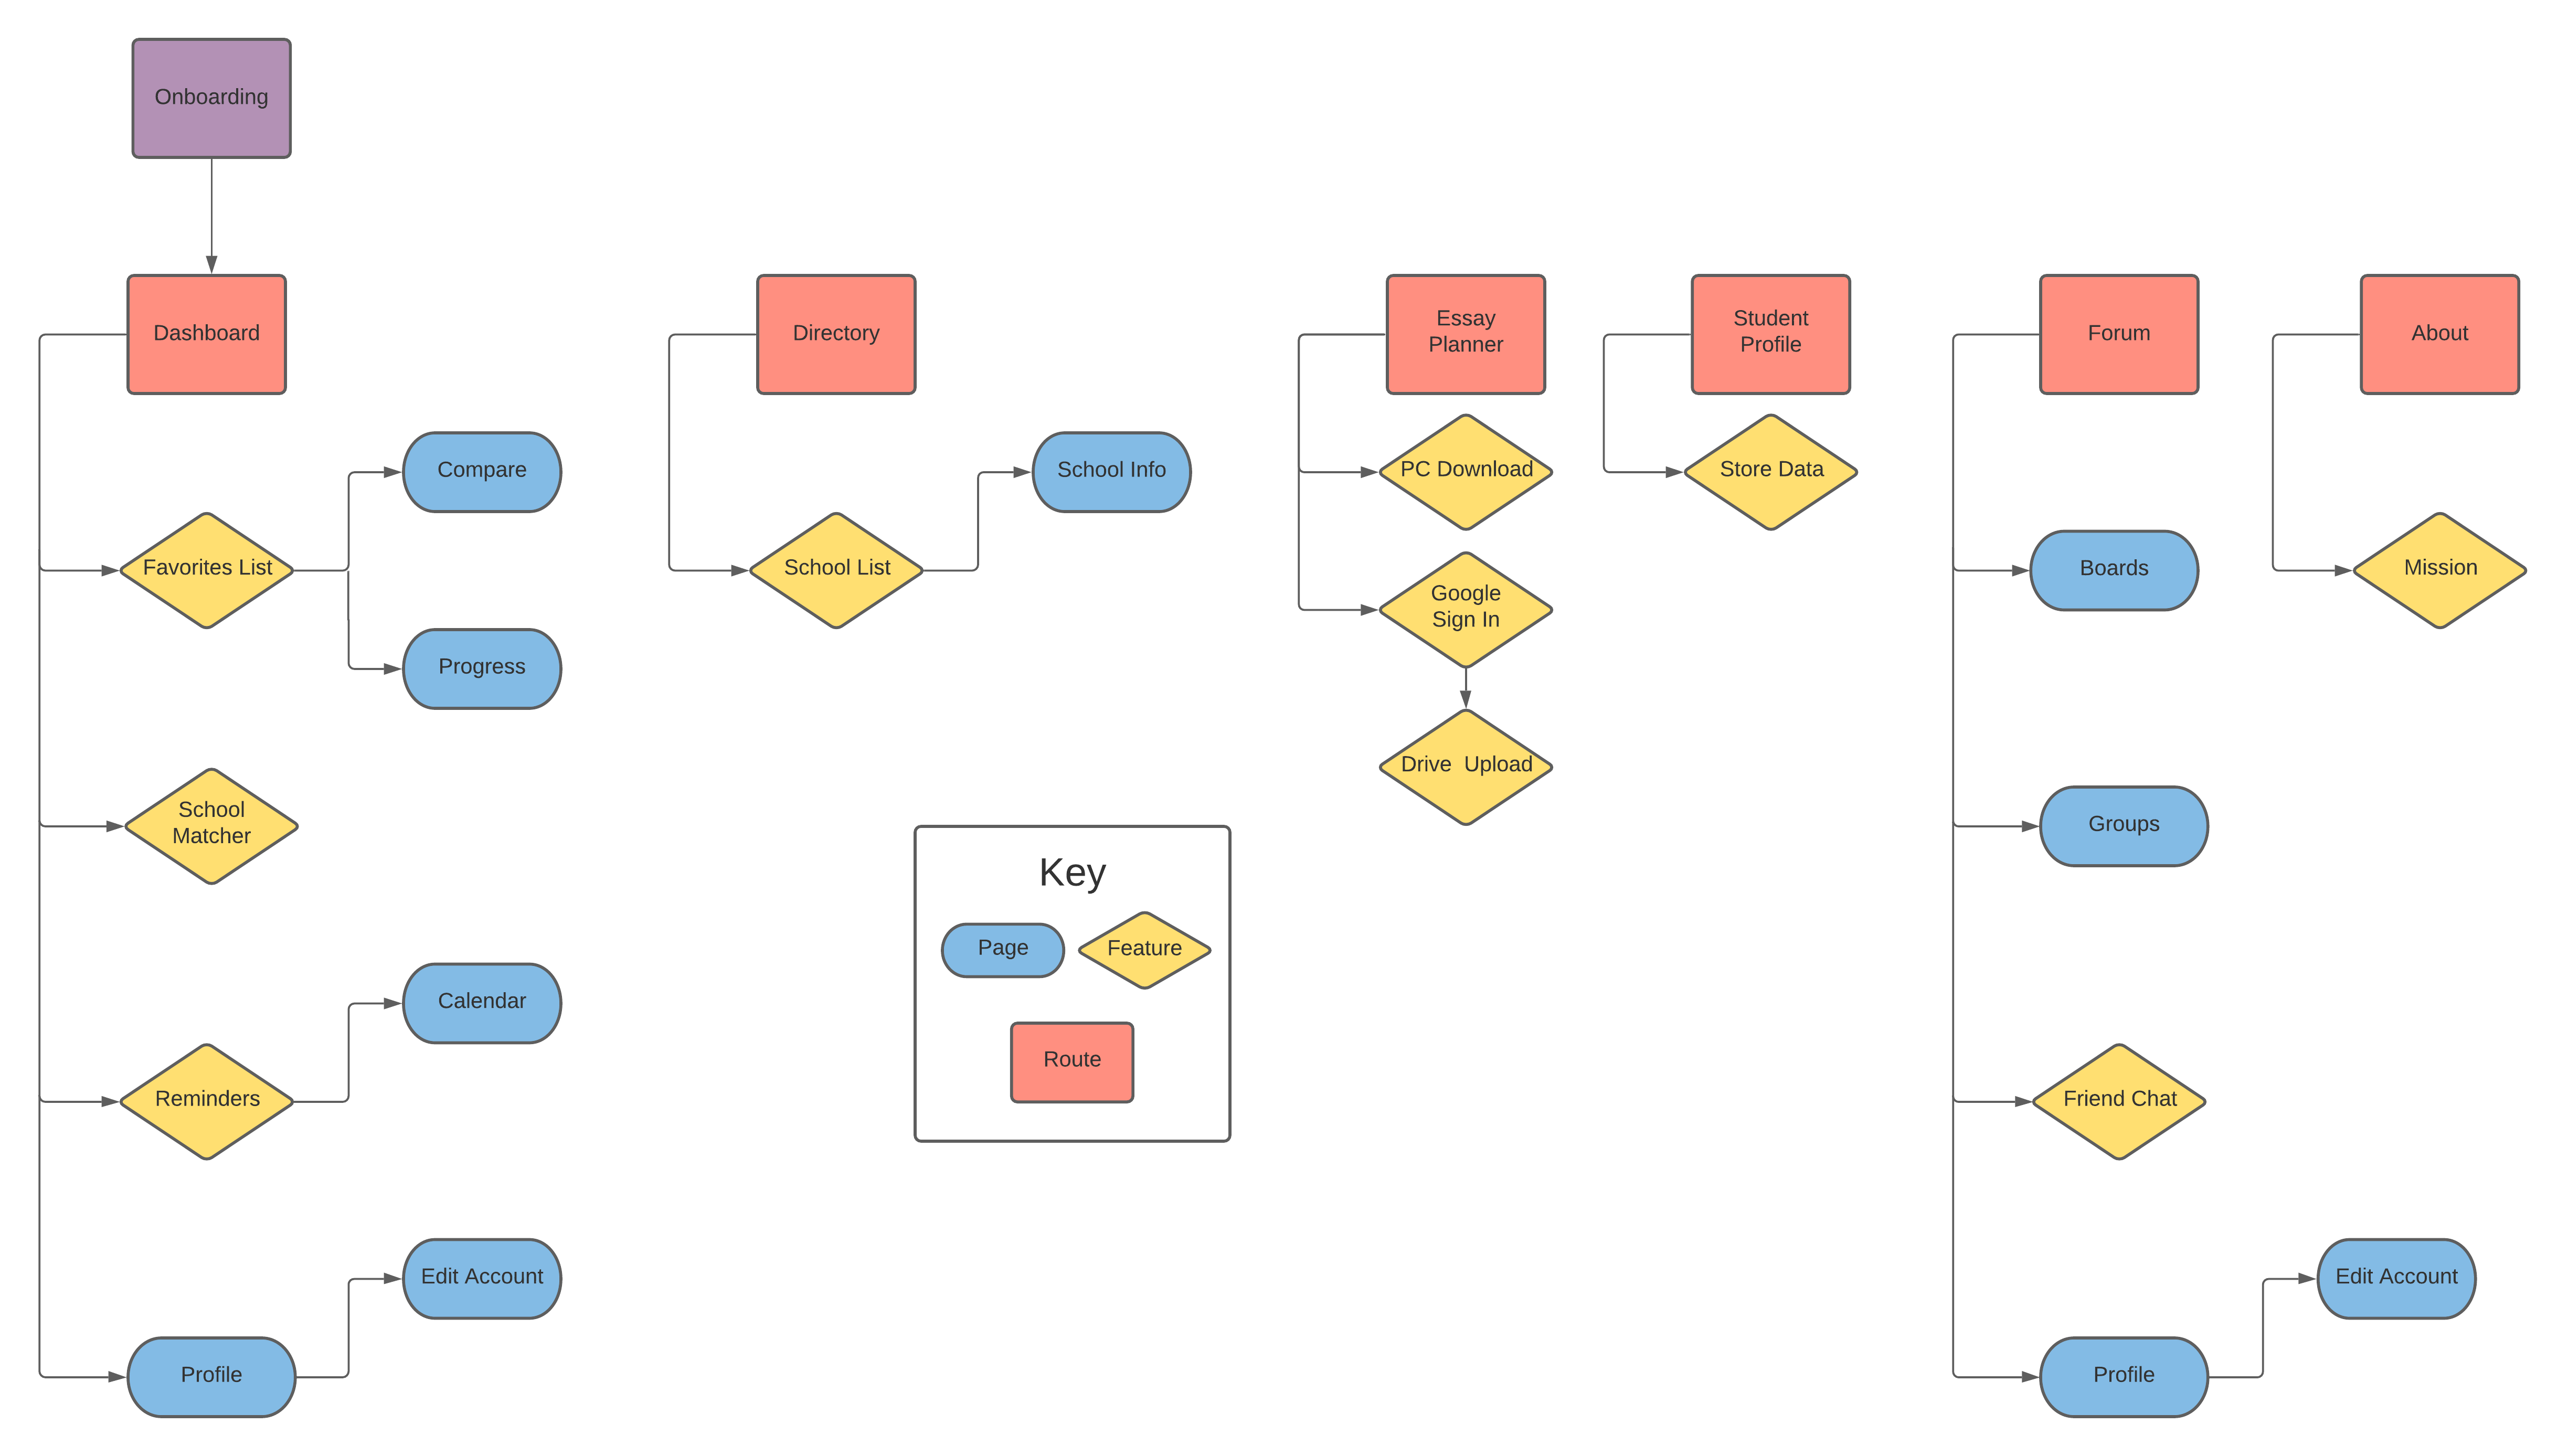 Onboarding
Dashboard
Directory
Essay
Planner
Student
Profile
Forum
About
Compare
School Info
PC Download
Store Data
Favorites List
School List
Google
Sign In
Boards
Mission
Progress
Drive  Upload
School
Matcher
Groups
Key
Page
Feature
Route
Calendar
Reminders
Friend Chat
Edit Account
Edit Account
Profile
Profile